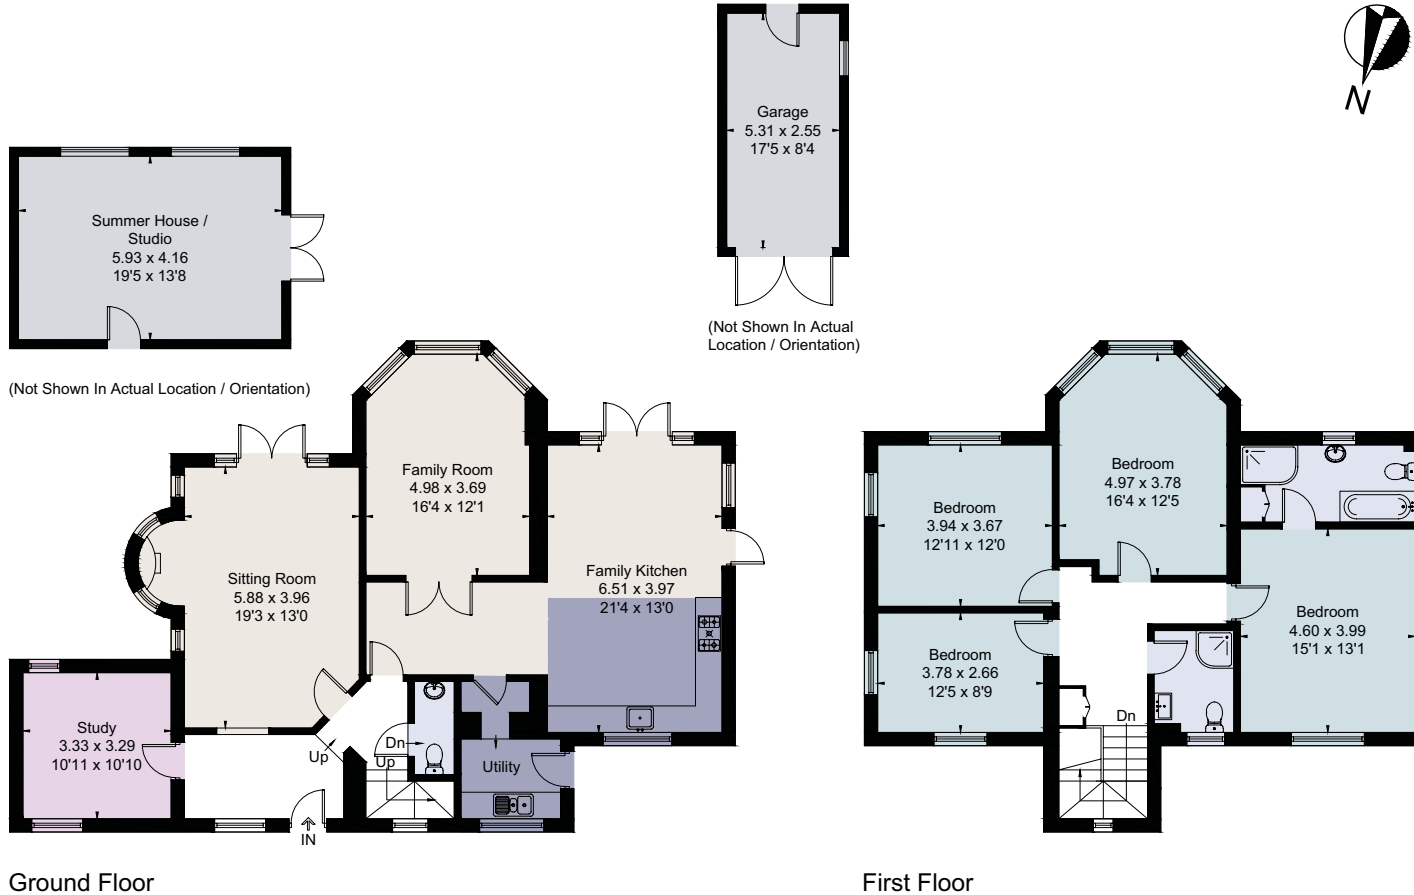 N
Garage
5.31 x 2.55
17'5 x 8'4
(Not Shown In Actual
Location / Orientation)
Summer House /
Studio
5.93 x 4.16
19'5 x 13'8
(Not Shown In Actual Location / Orientation)
Family Room
4.98 x 3.69
16'4 x 12'1
Sitting Room
5.88 x 3.96
19'3 x 13'0
Family Kitchen
6.51 x 3.97
21'4 x 13'0
Study
3.33 x 3.29
10'11 x 10'10
Up
Dn
Up
Utility
IN
Ground Floor
Bedroom
4.97 x 3.78
16'4 x 12'5
Bedroom
3.94 x 3.67
12'11 x 12'0
Bedroom
4.60 x 3.99
15'1 x 13'1
Bedroom
3.78 x 2.66
12'5 x 8'9
Dn
First Floor